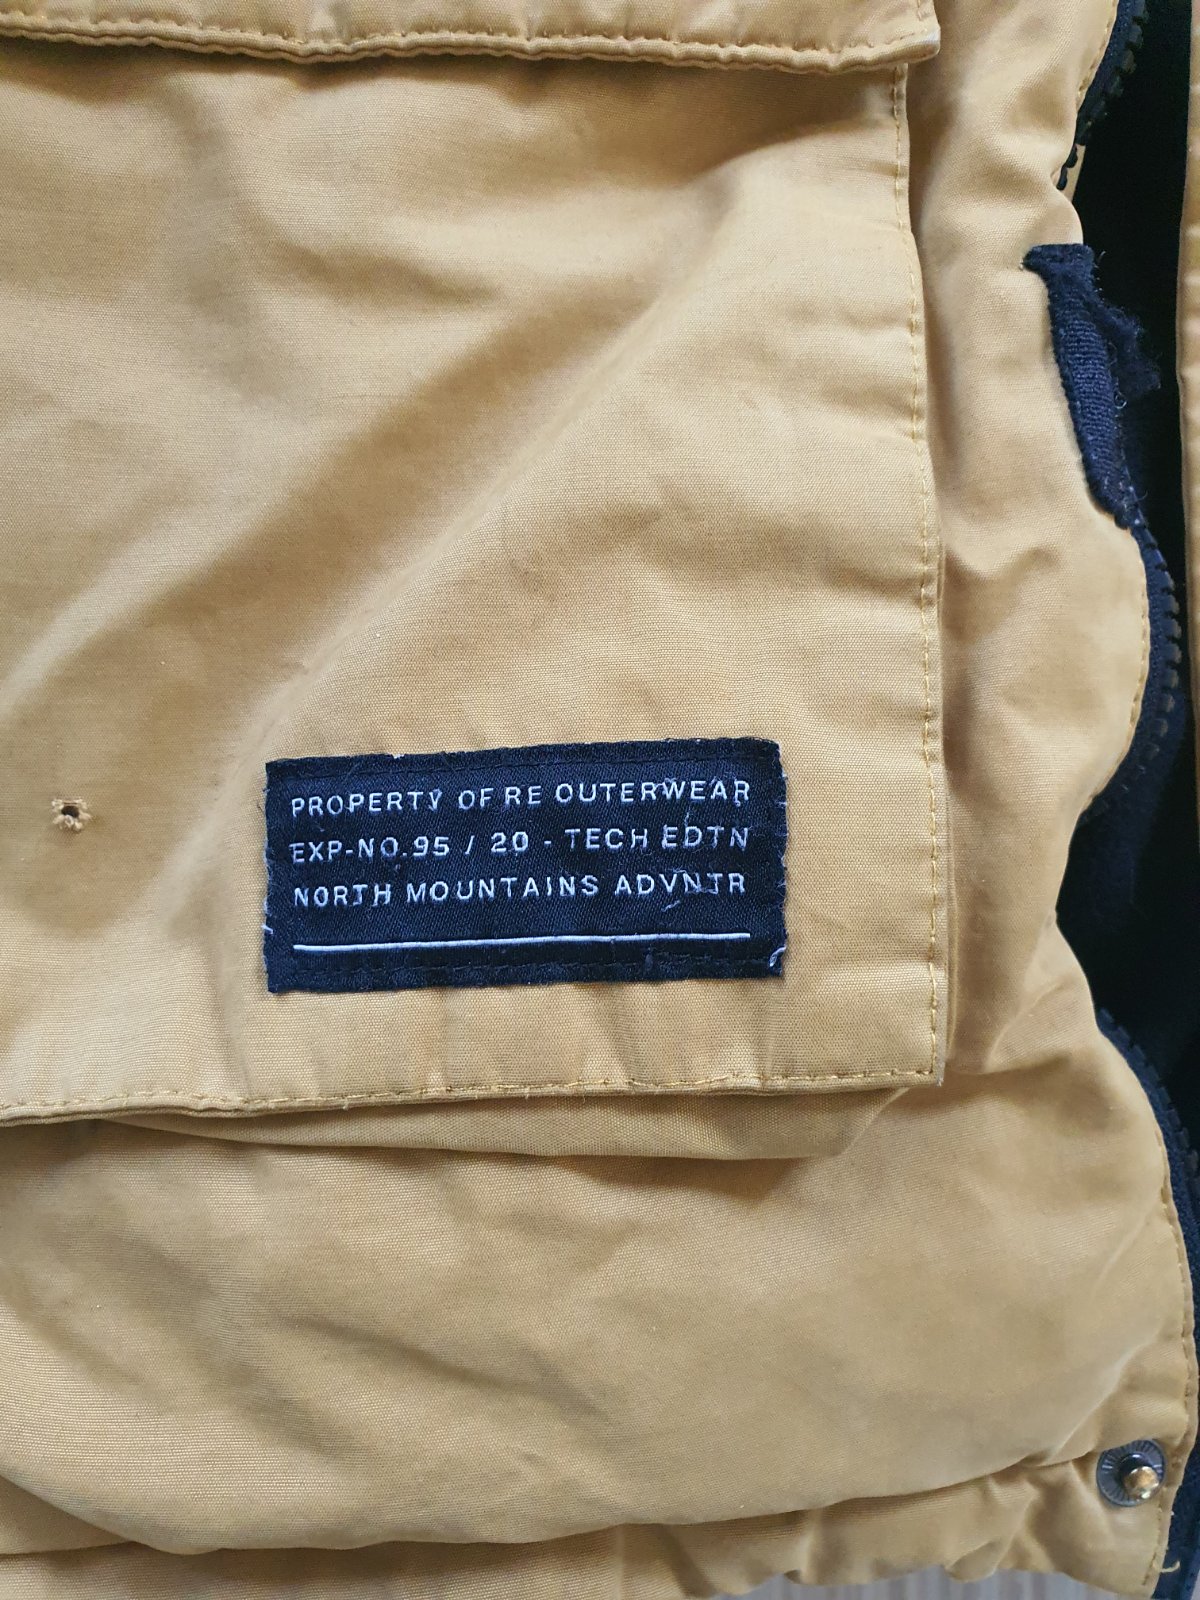 PROPERTY OF RE OUTERWEAR
EXP-NO.95 / 20 - TECH EDTN
NORTH MOUNTAINS ADVNTR